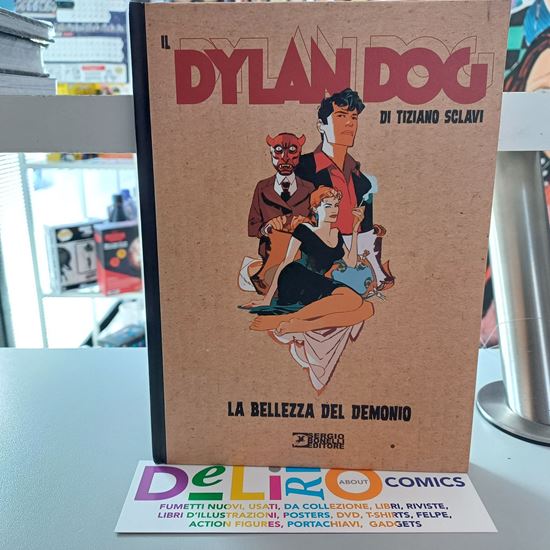 IL
DYLAN DOG
DI TIZIANO SCLAVI
LA BELLEZZA DEL DEMONIO
SERGIO
BONELLI
EDITORE
DeLiRiO ABOUT COMICS
FUMETTI NUOVI, USATI, DA COLLEZIONE, LIBRI, RIVISTE,
LIBRI D'ILLUSTRAZIONI, POSTERS, DVD, T-SHIRTS, FELPE,
ACTION FIGURES, PORTACHIAVI, GADGETS